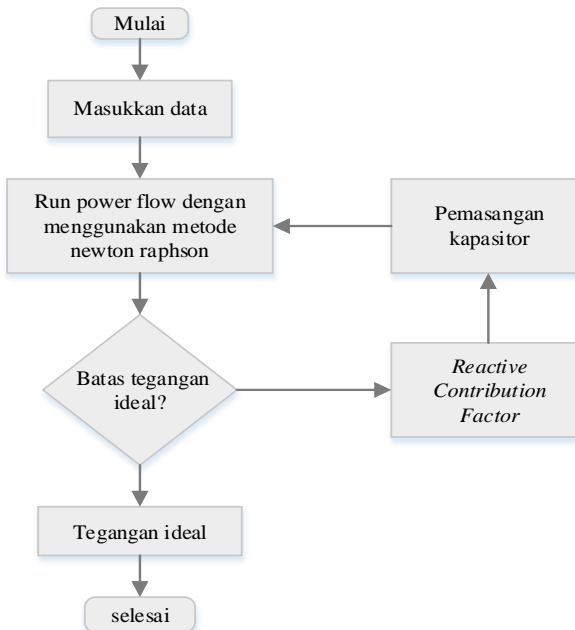 Mulai
Masukkan data
Run power flow dengan
menggunakan metode
newton raphson
Pemasangan
kapasitor
Batas tegangan
ideal?
Reactive
Contribution
Factor
Tegangan ideal
selesai